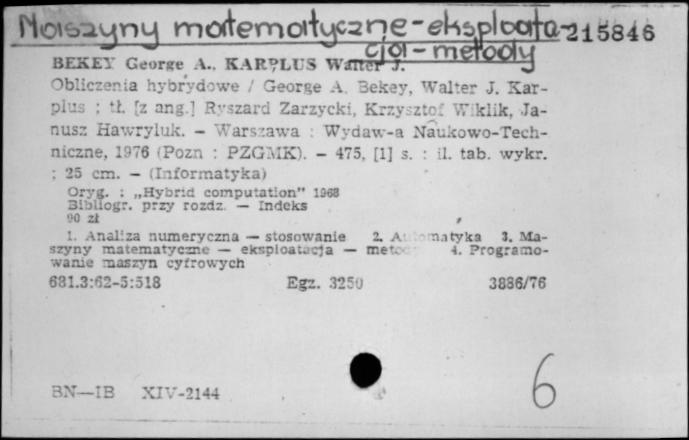 Maszyny matematyczne - eksploata- 215846
cja - metody
BEKEY George A., KARPLUS Walter J.
Obliczenia hybrydowe / George A. Bekey, Walter J. Kar-
plus ; tł. [z ang.] Ryszard Zarzycki, Krzysztof Wiklik, Ja-
nusz Hawryluk. — Warszawa : Wydaw-a Naukowo-Tech-
niczne, 1976 (Pozn : PZGMK). — 475, [1] s. : il. tab. wykr.
; 25 cm. — (Informatyka)
Oryg. : „Hybrid computation” 1968
Bibliogr. przy rozdz. — Indeks
90 zł
1. Analiza numeryczna — stosowanie 2. Automatyka 3. Ma-
szyny matematyczne — eksploatacja — metody 4. Programo-
wanie maszyn cyfrowych
681.3:62-5:518 Egz. 3250 3886/76
BN—IB XIV-2144 6